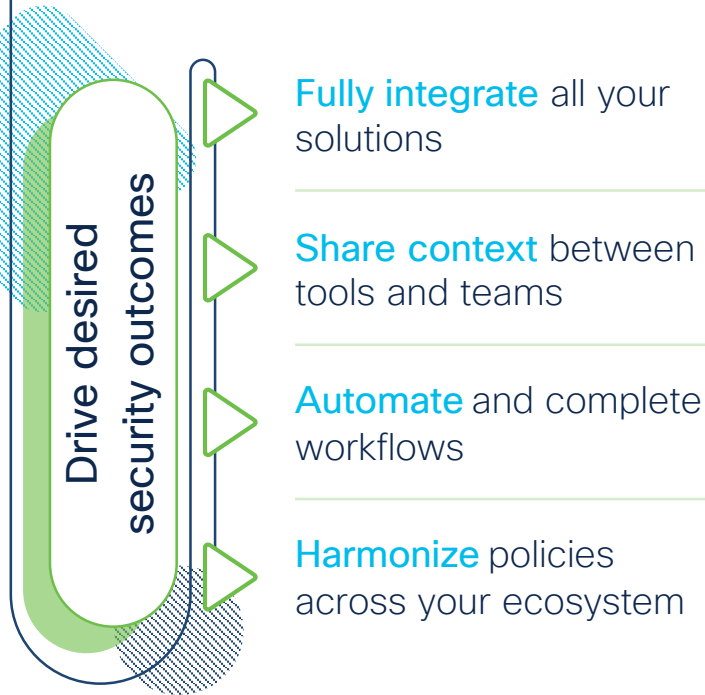 Drive desired
security outcomes
Fully integrate all your
solutions
Share context between
tools and teams
Automate and complete
workflows
Harmonize policies
across your ecosystem